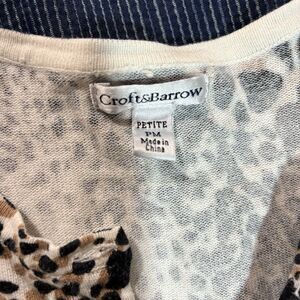 Croft&Barrow
PETITE
PM
Made in
China